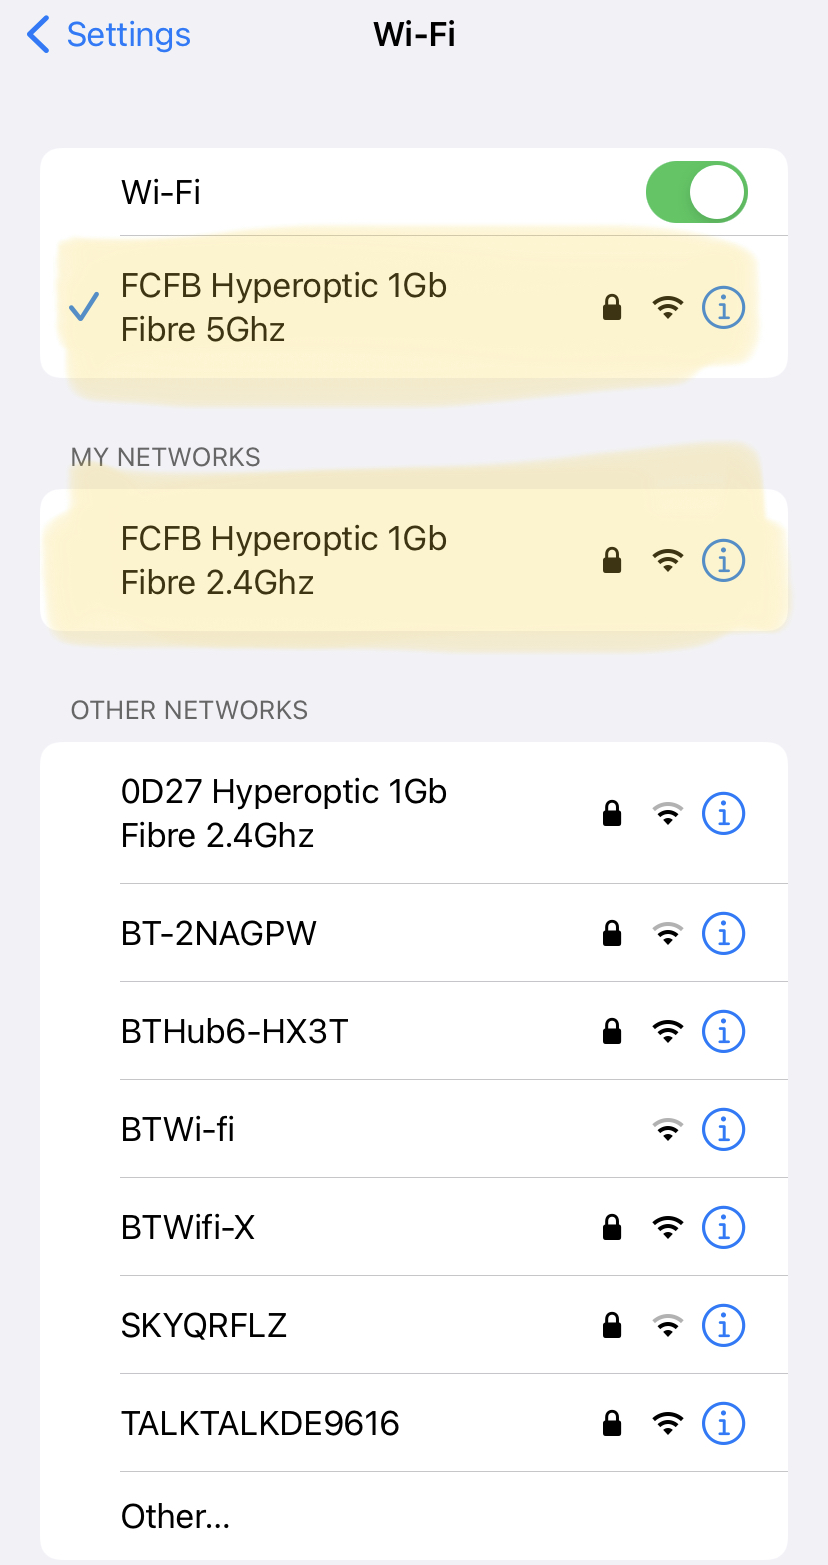 Settings
Wi-Fi
Wi-Fi
FCFB Hyperoptic 1Gb
Fibre 5Ghz
MY NETWORKS
FCFB Hyperoptic 1Gb
Fibre 2.4Ghz
OTHER NETWORKS
0D27 Hyperoptic 1Gb
Fibre 2.4Ghz
BT-2NAGPW
BTHub6-HX3T
BTWi-fi
BTWifi-X
SKYQRFLZ
TALKTALKDE9616
Other...